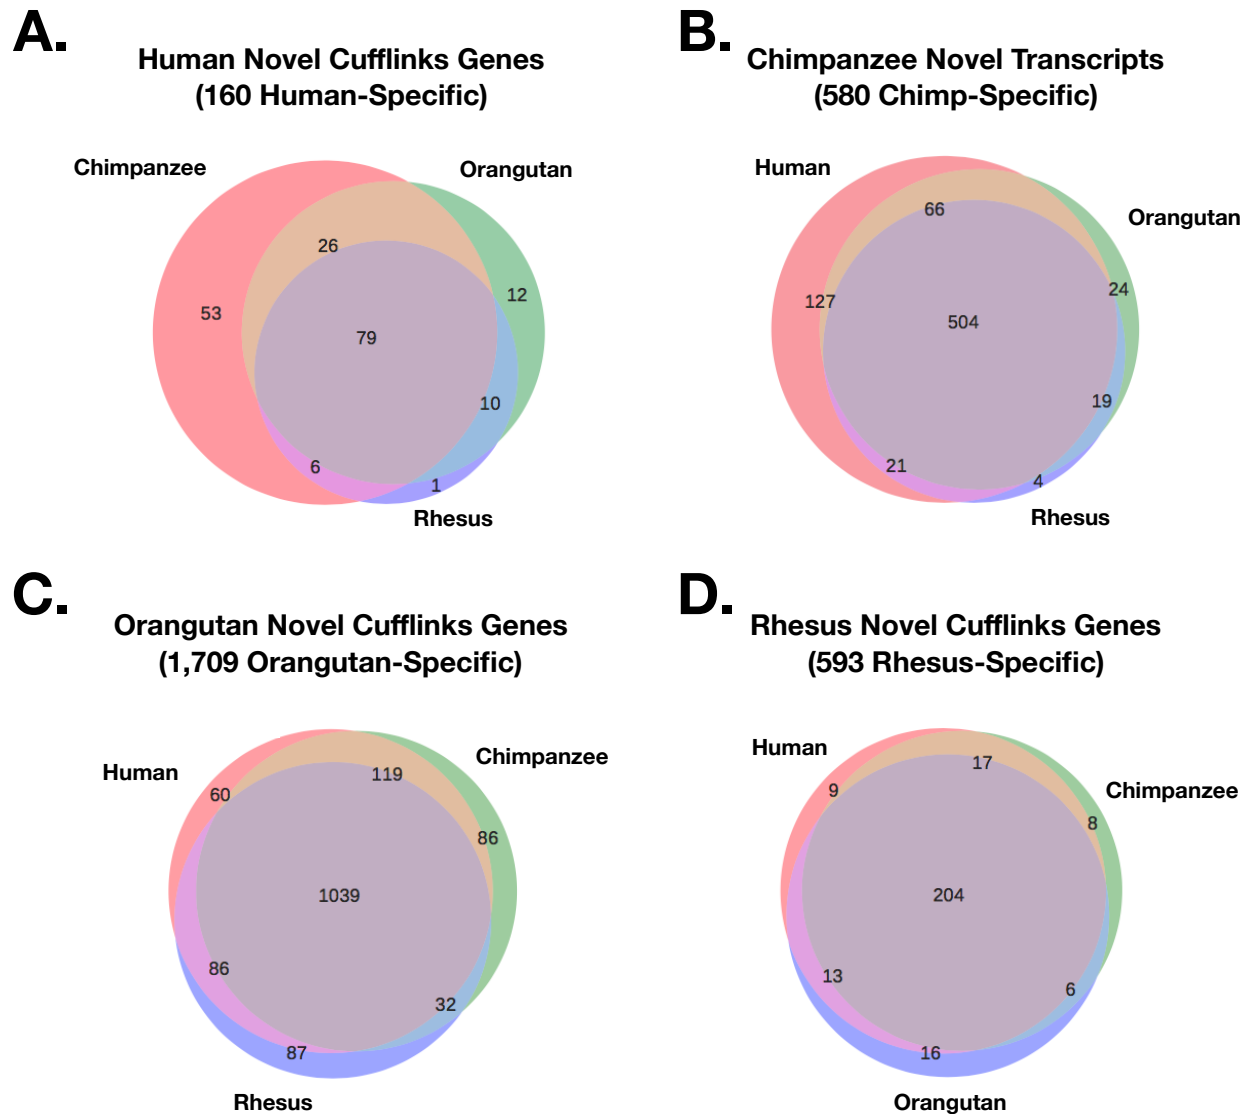 A.
Human Novel Cufflinks Genes
(160 Human-Specific)
Chimpanzee
Orangutan
26
12
53
79
10
6
1
Rhesus
B.
Chimpanzee Novel Transcripts
(580 Chimp-Specific)
Human
Orangutan
66
24
127
504
19
21
4
Rhesus
C.
Orangutan Novel Cufflinks Genes
(1,709 Orangutan-Specific)
Chimpanzee
Human
119
60
86
1039
86
32
87
Rhesus
D.
Rhesus Novel Cufflinks Genes
(593 Rhesus-Specific)
Human
17
Chimpanzee
9
8
204
13
6
16
Orangutan